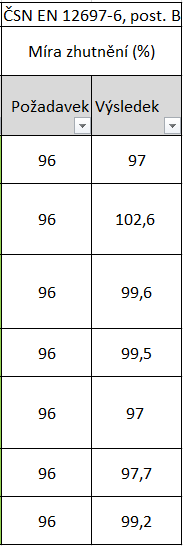 ČSN EN 12697-6, post. B
Míra zhutnění (%)
Požadavek Výsledek
96 97
96 102,6
96 99,6
96 99,5
96 97
96 97,7
96 99,2